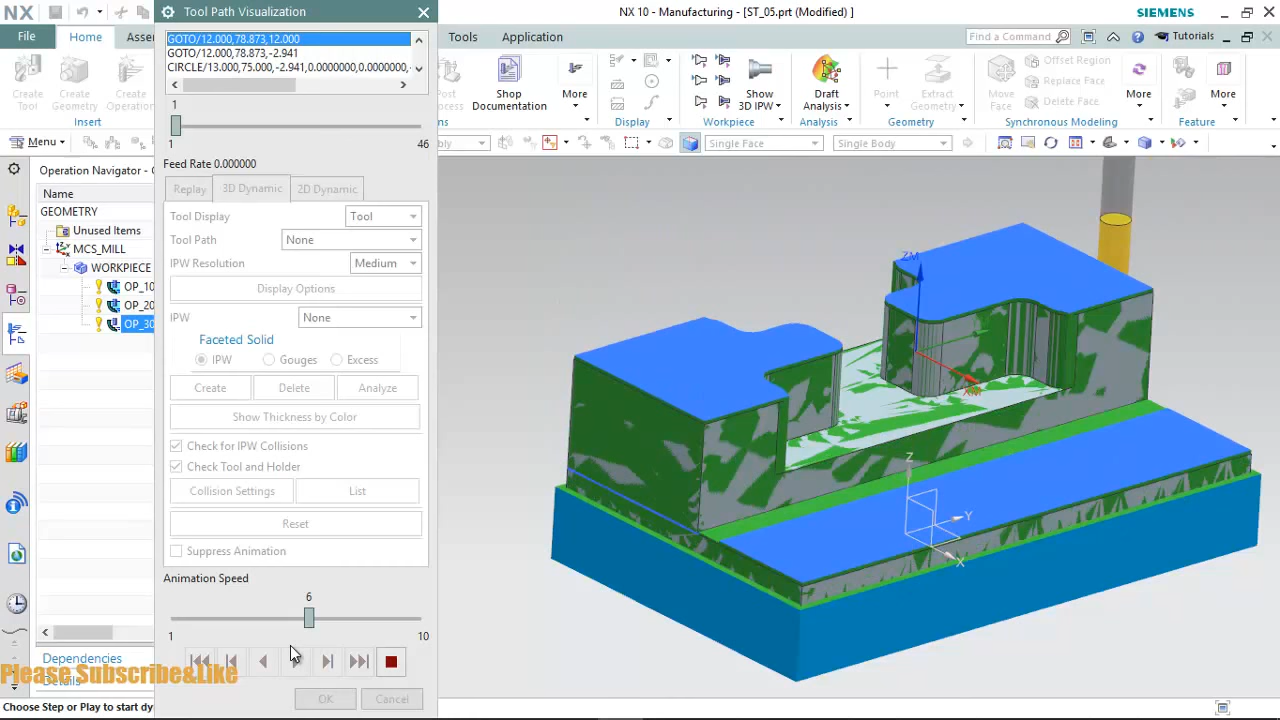 NX
Tool Path Visualization
NX 10 - Manufacturing - [ST_05.prt (Modified) ]
SIEMENS
File
Home
Tools
Application
Find a Command
Tutorials
GOTO/12.000,78.873,12.000
GOTO/12.000,78.873,-2.941
CIRCLE/13.000,75.000,-2.941,0.0000000,0.0000000,
Create Tool
Create Geometry
Create
Insert
Shop Documentation
More
Display
Show 3D IPW
Workpiece
Draft Analysis
Analysis
Point
Extract Geometry
Geometry
Move Face
Offset Region
Replace Face
Delete Face
More
Synchronous Modeling
More
Feature
1
1
46
Menu
Single Face
Single Body
Feed Rate 0.000000
Operation Navigator -
Name
GEOMETRY
Unused Items
MCS_MILL
WORKPIECE
OP_10
OP_20
OP_30
Replay
3D Dynamic
2D Dynamic
Tool Display
Tool
Tool Path
None
IPW Resolution
Medium
Display Options
IPW
None
Faceted Solid
IPW
Gouges
Excess
Create
Delete
Analyze
Show Thickness by Color
Check for IPW Collisions
Check Tool and Holder
Collision Settings
List
Reset
Suppress Animation
Animation Speed
6
1
10
OK
Cancel
ZM
XM
Z
Y
X
Dependencies
Details
Please Subscribe&Like
Choose Step or Play to start dy